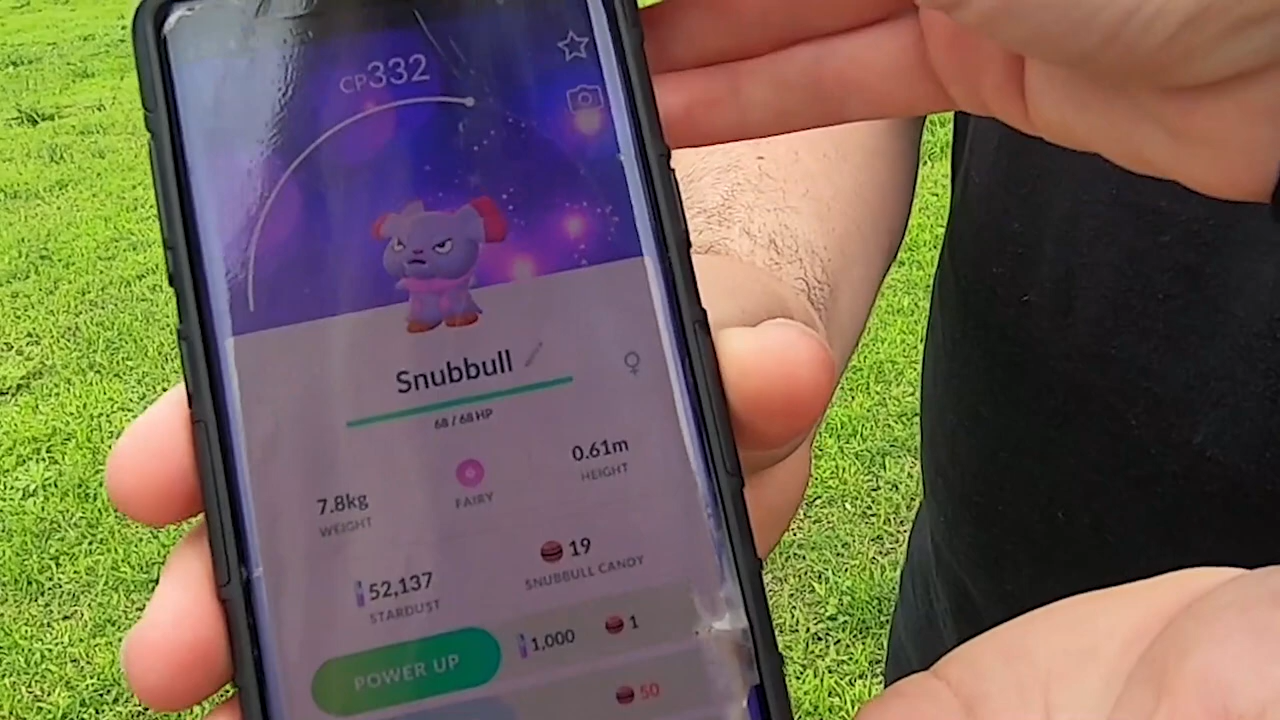 CP332
Snubbull
68 / 68 HP
7.8kg
WEIGHT
FAIRY
0.61m
HEIGHT
52,137
STARDUST
19
SNUBBULL CANDY
POWER UP
1,000
1
50